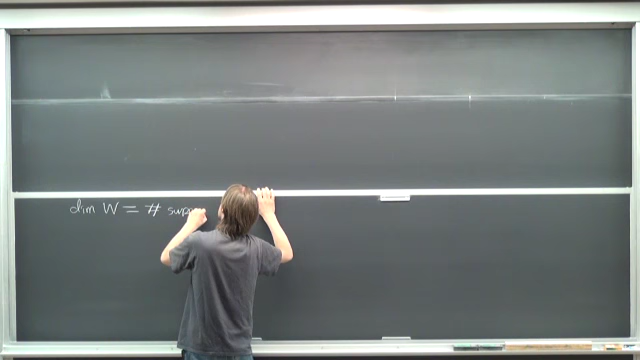 dim W = # supp